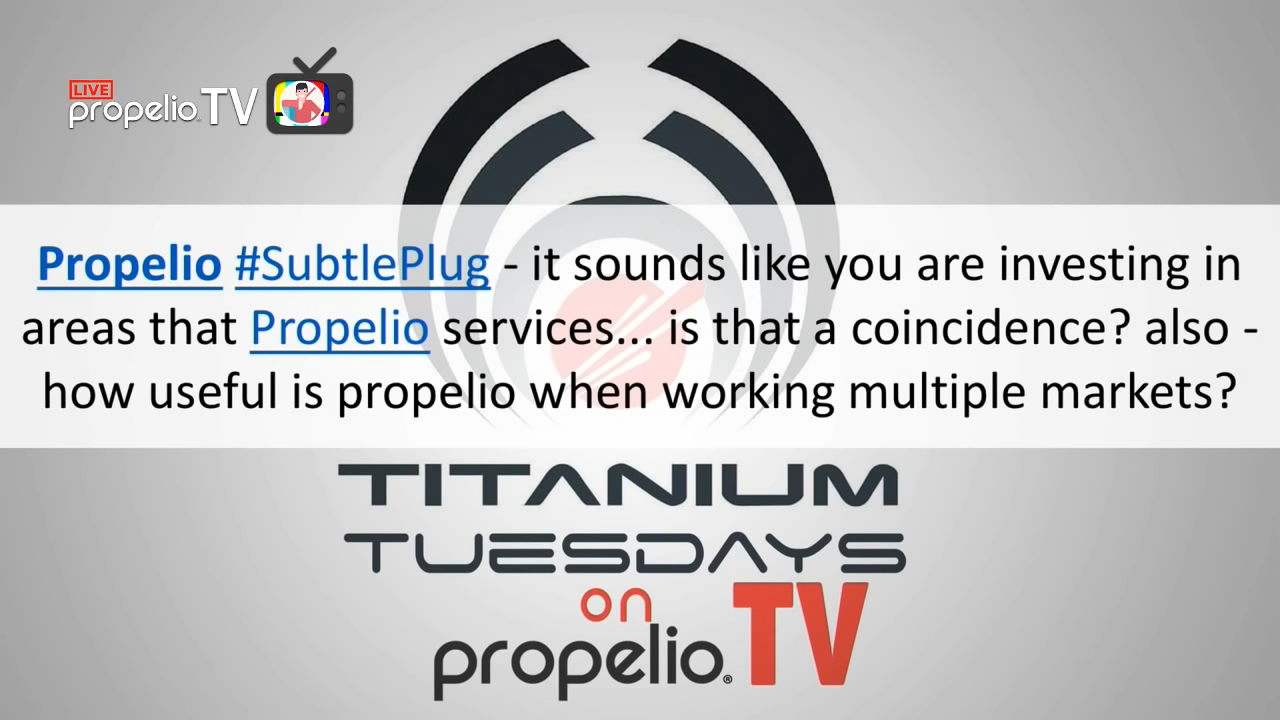 LIVE
propelio.TV
Propelio #SubtlePlug - it sounds like you are investing in
areas that Propelio services... is that a coincidence? also -
how useful is propelio when working multiple markets?
TITANIUM
TUESDAYS
on
propelio.® TV